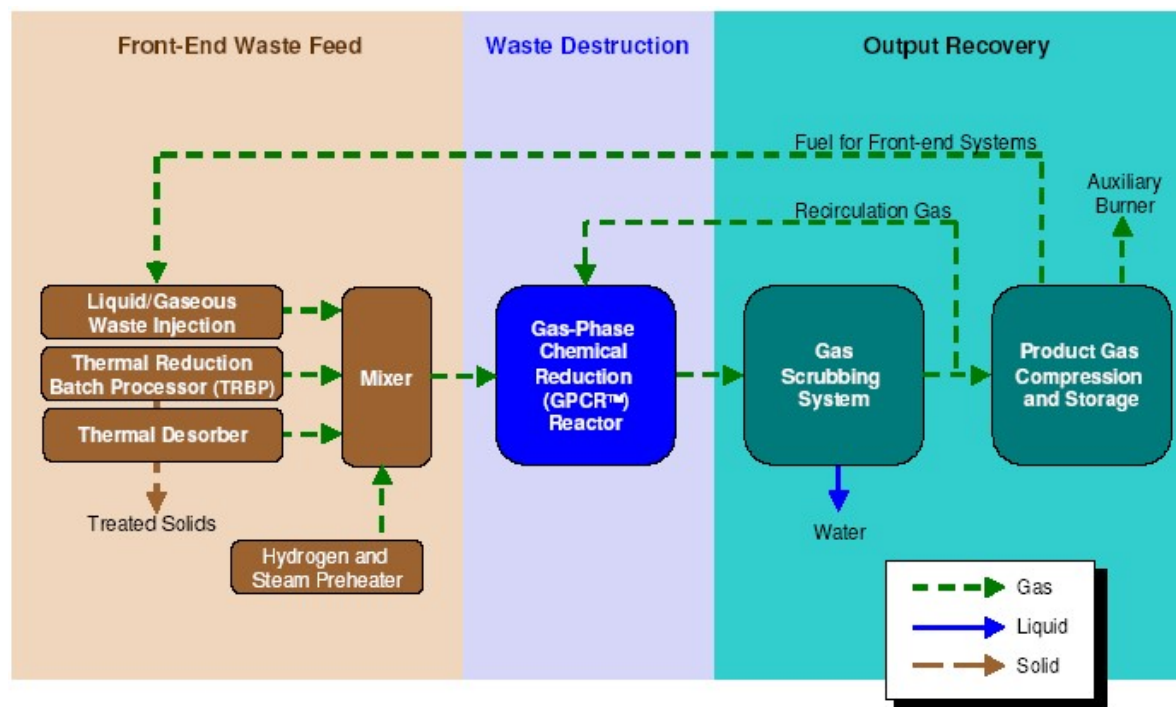 Front-End Waste Feed
Waste Destruction
Output Recovery
Fuel for Front-end Systems
Auxiliary
Burner
Recirculation Gas
Liquid/Gaseous
Waste Injection
Thermal Reduction
Batch Processor (TRBP)
Thermal Desorber
Mixer
Gas-Phase
Chemical
Reduction
(GPCR™)
Reactor
Gas
Scrubbing
System
Product Gas
Compression
and Storage
Treated Solids
Hydrogen and
Steam Preheater
Water
Gas
Liquid
Solid